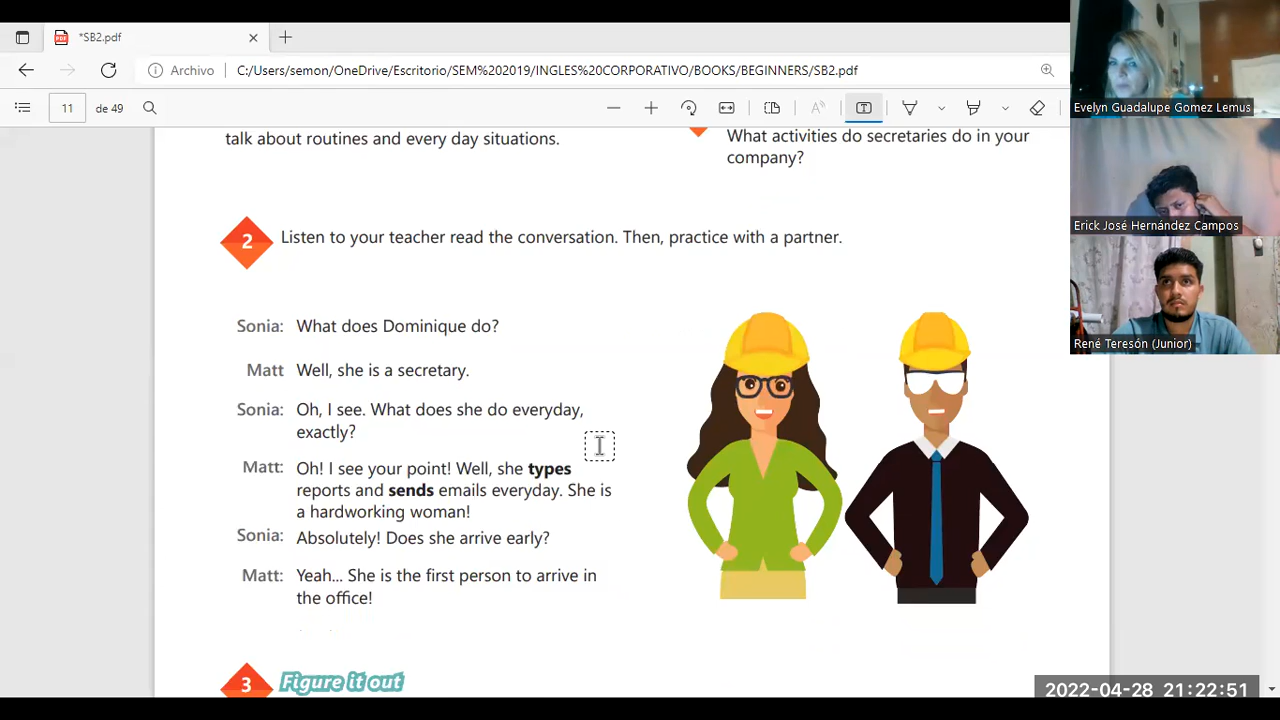 *SB2.pdf
Archivo
C:/Users/semon/OneDrive/Escritorio/SEM%202019/INGLES%20CORPORATIVO/BOOKS/BEGINNERS/SB2.pdf
11 de 49
talk about routines and every day situations.
What activities do secretaries do in your
company?
2 Listen to your teacher read the conversation. Then, practice with a partner.
Sonia: What does Dominique do?
Matt Well, she is a secretary.
Sonia: Oh, I see. What does she do everyday,
exactly?
Matt: Oh! I see your point! Well, she types
reports and sends emails everyday. She is
a hardworking woman!
Sonia: Absolutely! Does she arrive early?
Matt: Yeah... She is the first person to arrive in
the office!
3 Figure it out
Evelyn Guadalupe Gomez Lemus
Erick José Hernández Campos
René Teresón (Junior)
2022-04-28 21:22:51